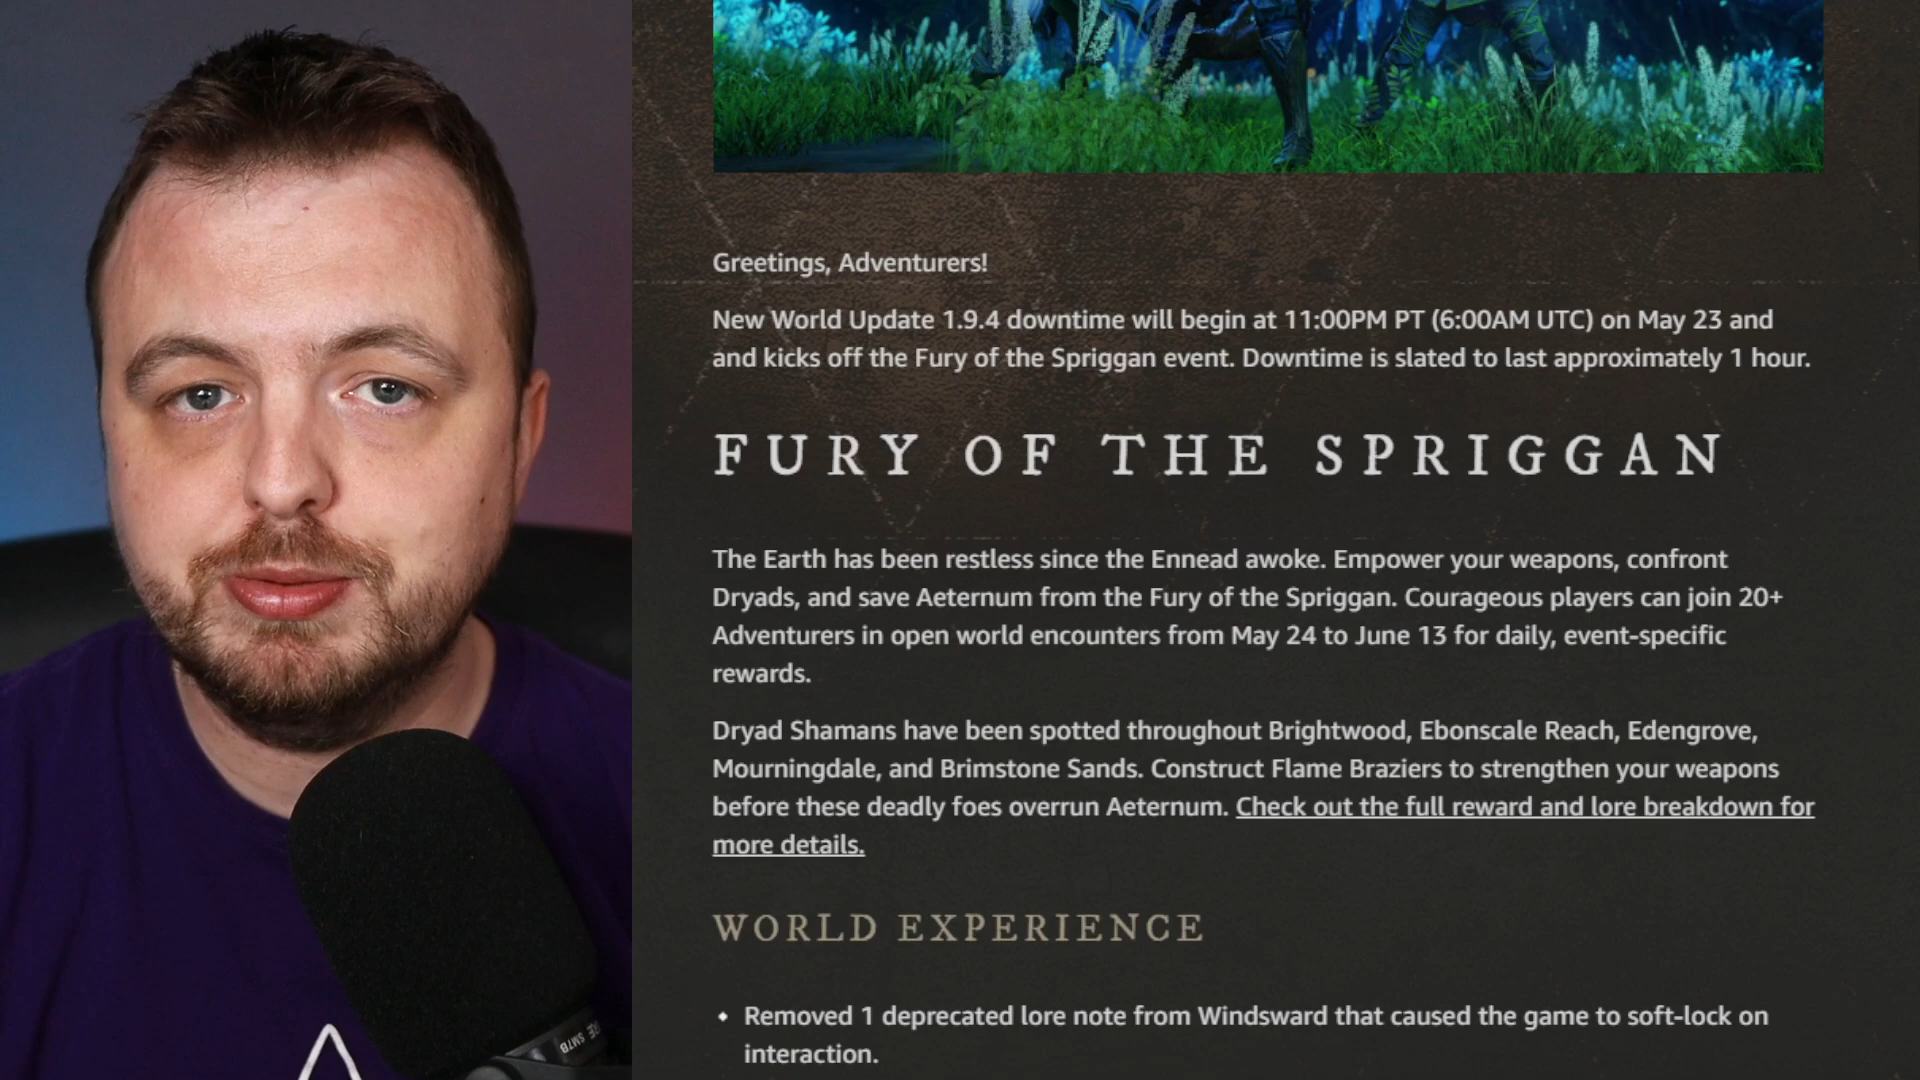 Greetings, Adventurers!
New World Update 1.9.4 downtime will begin at 11:00PM PT (6:00AM UTC) on May 23 and
and kicks off the Fury of the Spriggan event. Downtime is slated to last approximately 1 hour.
FURY OF THE SPRIGGAN
The Earth has been restless since the Ennead awoke. Empower your weapons, confront
Dryads, and save Aeternum from the Fury of the Spriggan. Courageous players can join 20+
Adventurers in open world encounters from May 24 to June 13 for daily, event-specific
rewards.
Dryad Shamans have been spotted throughout Brightwood, Ebonscale Reach, Edengrove,
Mourningdale, and Brimstone Sands. Construct Flame Braziers to strengthen your weapons
before these deadly foes overrun Aeternum. Check out the full reward and lore breakdown for
more details.
WORLD EXPERIENCE
• Removed 1 deprecated lore note from Windsward that caused the game to soft-lock on
interaction.
SM7B